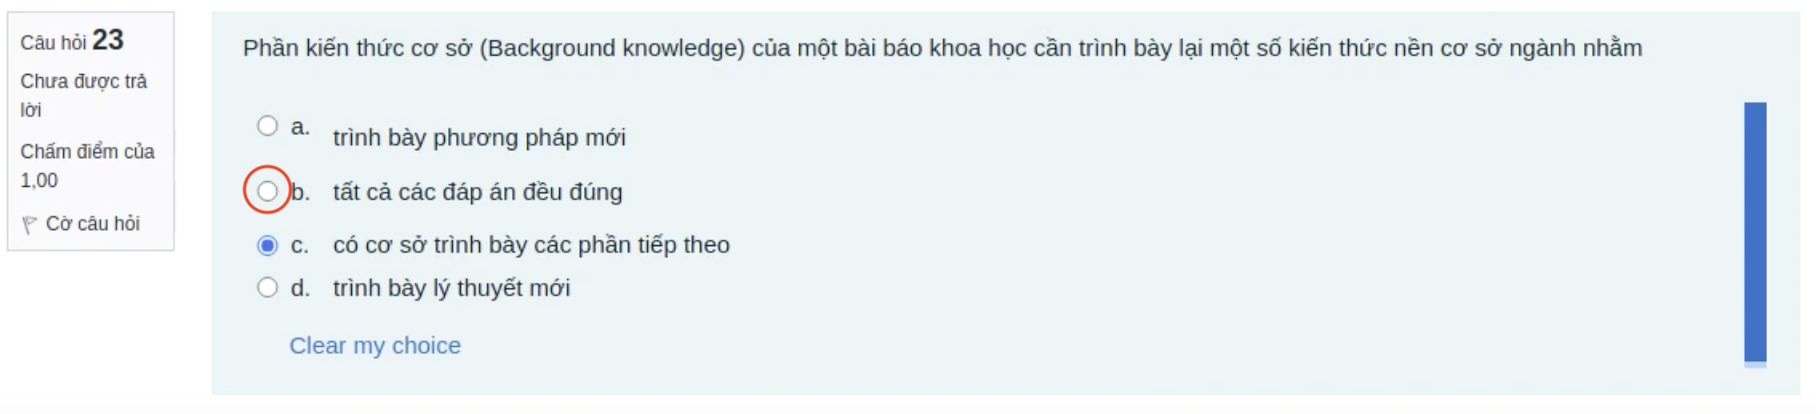 Câu hỏi 23
Chưa được trả
lời
Chấm điểm của
1,00
Cờ câu hỏi
Phần kiến thức cơ sở (Background knowledge) của một bài báo khoa học cần trình bày lại một số kiến thức nền cơ sở ngành nhằm
a. trình bày phương pháp mới
b. tất cả các đáp án đều đúng
c. có cơ sở trình bày các phần tiếp theo
d. trình bày lý thuyết mới
Clear my choice